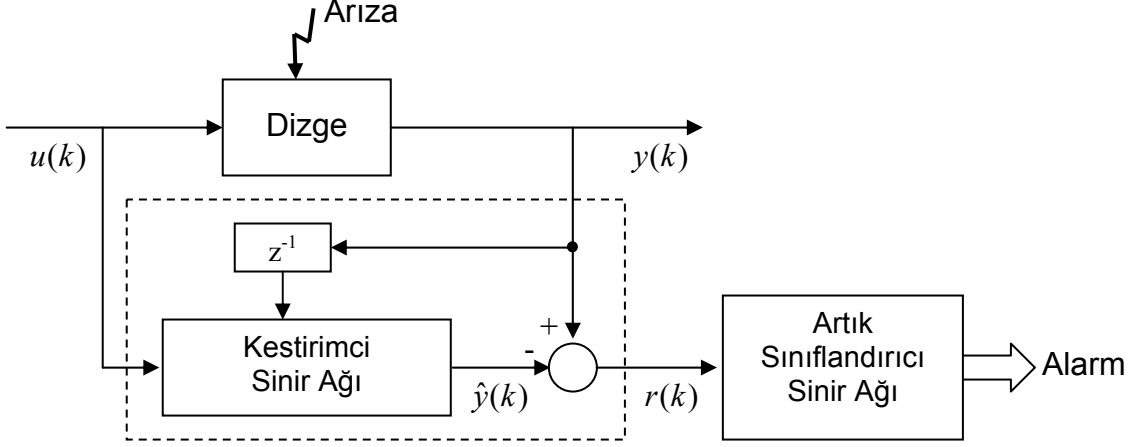 Arıza
Dizge
u(k)
y(k)
z⁻¹
+
-
Kestirimci
Sinir Ağı
ŷ(k)
r(k)
Artık
Sınıflandırıcı
Sinir Ağı
Alarm